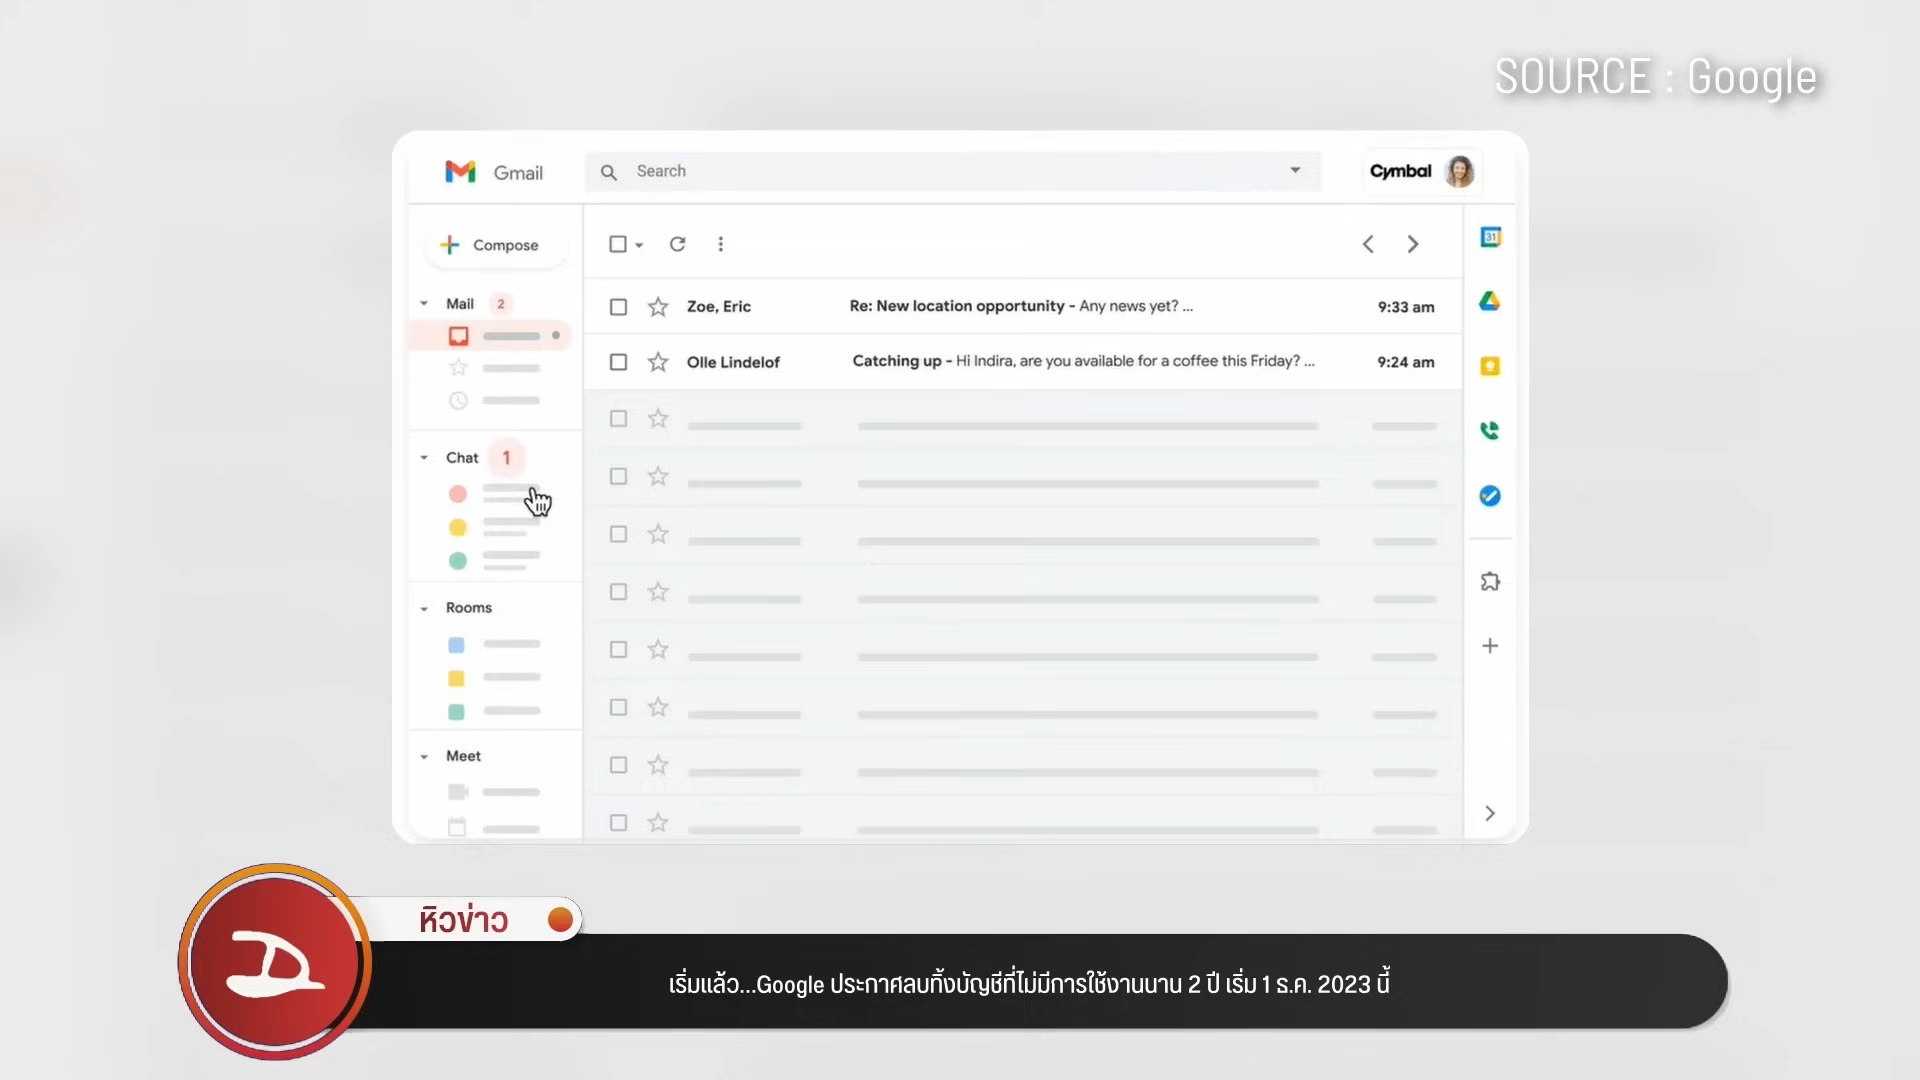 SOURCE : Google
Gmail
Search
Cymbal
Compose
31
Mail 2
Zoe, Eric Re: New location opportunity - Any news yet? ... 9:33 am
Olle Lindelof Catching up - Hi Indira, are you available for a coffee this Friday? ... 9:24 am
Chat 1
Rooms
Meet
หิวข่าว
เริ่มแล้ว...Google ประกาศลบทิ้งบัญชีที่ไม่มีการใช้งานนาน 2 ปี เริ่ม 1 ธ.ค. 2023 นี้